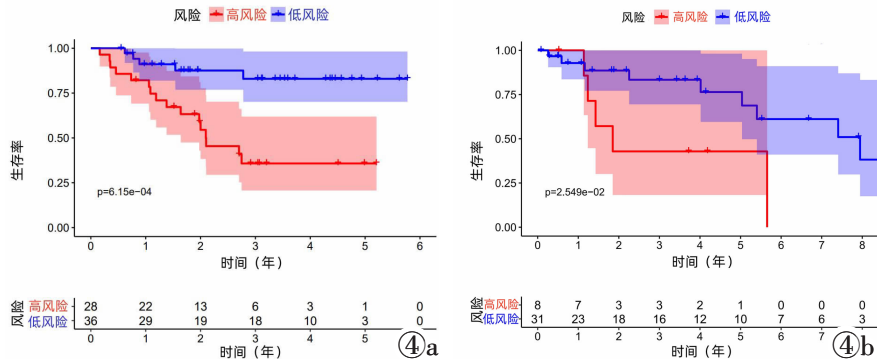 风险 高风险 低风险
1.00
0.75
0.50
0.25
0.00
生存率
p=6.15e−04
0 1 2 3 4 5 6
时间（年）
风险
高风险 28 22 13 6 3 1 0
低风险 36 29 19 18 10 3 0
0 1 2 3 4 5 6
时间（年）
④a
风险 高风险 低风险
1.00
0.75
0.50
0.25
0.00
生存率
p=2.549e−02
0 1 2 3 4 5 6 7 8
时间（年）
风险
高风险 8 7 3 3 2 1 0 0 0
低风险 31 23 18 16 12 10 7 6 3
0 1 2 3 4 5 6 7
时间（年）
④b